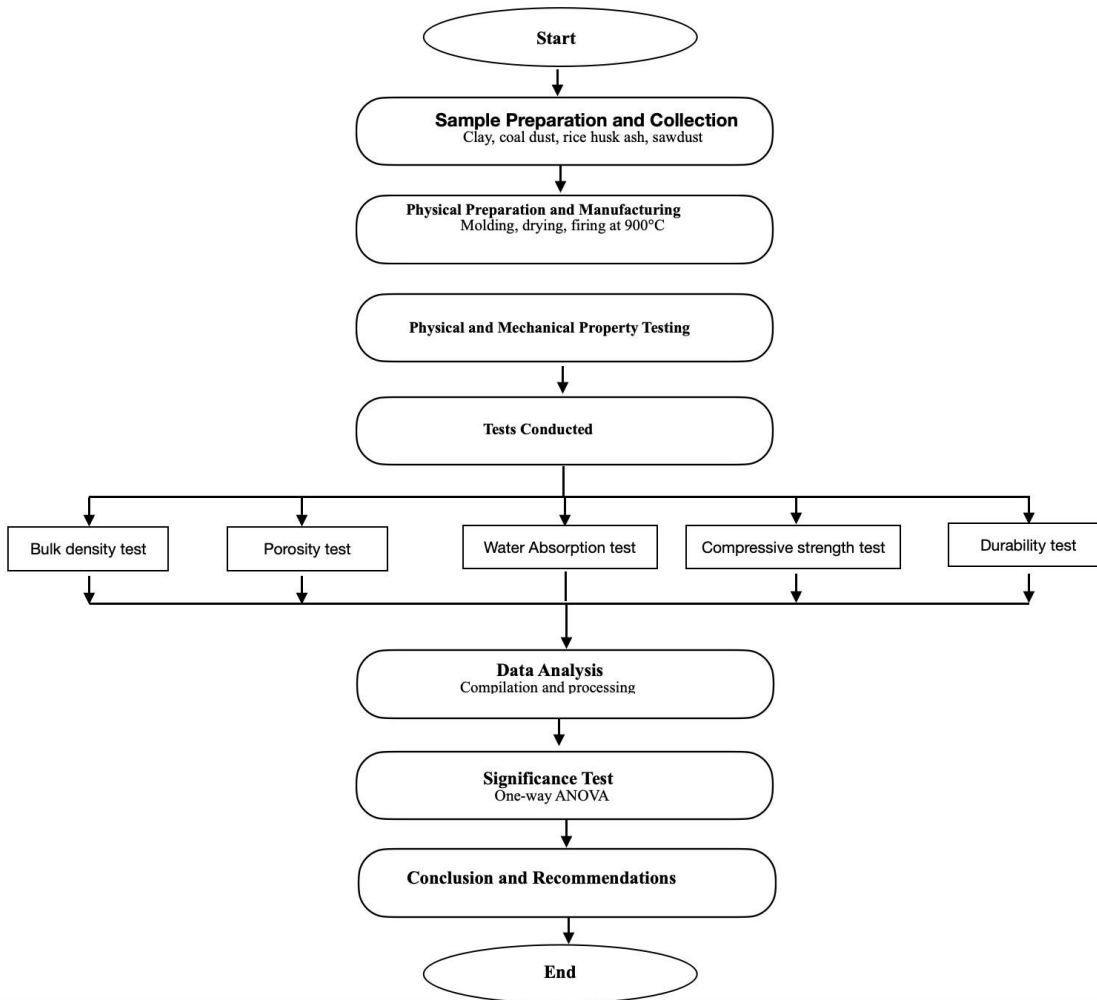 Start
Sample Preparation and Collection
Clay, coal dust, rice husk ash, sawdust
Physical Preparation and Manufacturing
Molding, drying, firing at 900°C
Physical and Mechanical Property Testing
Tests Conducted
Bulk density test
Porosity test
Water Absorption test
Compressive strength test
Durability test
Data Analysis
Compilation and processing
Significance Test
One-way ANOVA
Conclusion and Recommendations
End